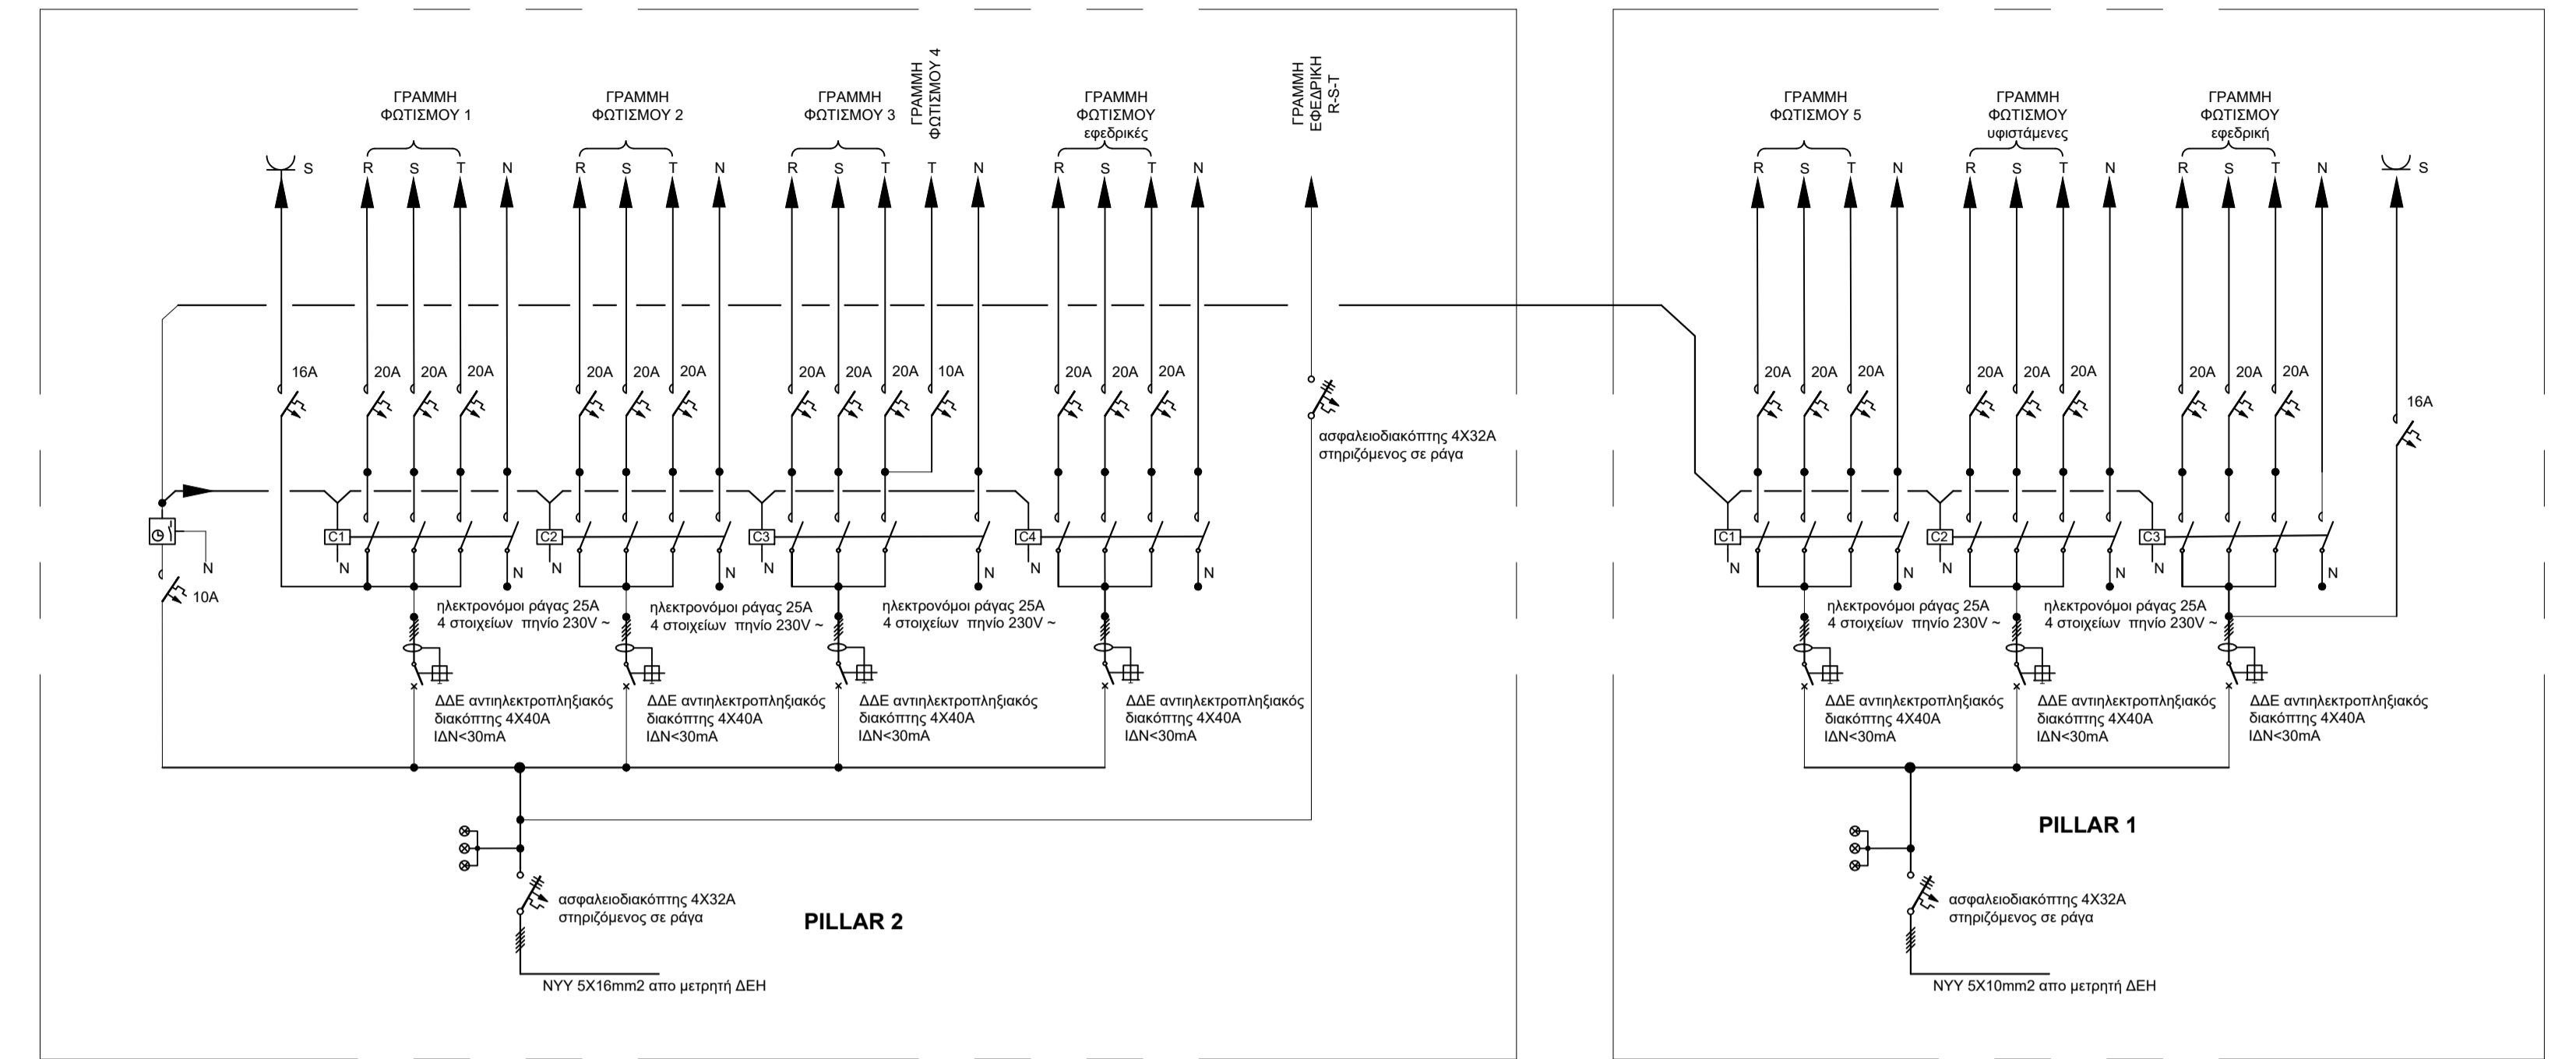 ΓΡΑΜΜΗ
ΦΩΤΙΣΜΟΥ 1
ΓΡΑΜΜΗ
ΦΩΤΙΣΜΟΥ 2
ΓΡΑΜΜΗ
ΦΩΤΙΣΜΟΥ 3
ΓΡΑΜΜΗ
ΦΩΤΙΣΜΟΥ 4
ΓΡΑΜΜΗ
ΦΩΤΙΣΜΟΥ
εφεδρικές
ΓΡΑΜΜΗ
ΕΦΕΔΡΙΚΗ
R-S-T
S R S T N R S T N R S T T N R S T N
16A 20A 20A 20A 20A 20A 20A 20A 20A 20A 10A 20A 20A 20A
ασφαλειοδιακόπτης 4X32A
στηριζόμενος σε ράγα
C1 C2 C3 C4
N N N N N N N N N
10A
ηλεκτρονόμοι ράγας 25A
4 στοιχείων πηνίο 230V ~
ηλεκτρονόμοι ράγας 25A
4 στοιχείων πηνίο 230V ~
ηλεκτρονόμοι ράγας 25A
4 στοιχείων πηνίο 230V ~
ΔΔΕ αντιηλεκτροπληξιακός
διακόπτης 4X40A
ΙΔΝ<30mA
ΔΔΕ αντιηλεκτροπληξιακός
διακόπτης 4X40A
ΙΔΝ<30mA
ΔΔΕ αντιηλεκτροπληξιακός
διακόπτης 4X40A
ΙΔΝ<30mA
ΔΔΕ αντιηλεκτροπληξιακός
διακόπτης 4X40A
ΙΔΝ<30mA
ασφαλειοδιακόπτης 4X32A
στηριζόμενος σε ράγα
PILLAR 2
NYY 5X16mm2 απο μετρητή ΔΕΗ
ΓΡΑΜΜΗ
ΦΩΤΙΣΜΟΥ 5
ΓΡΑΜΜΗ
ΦΩΤΙΣΜΟΥ
υφιστάμενες
ΓΡΑΜΜΗ
ΦΩΤΙΣΜΟΥ
εφεδρική
R S T N R S T N R S T N S
20A 20A 20A 20A 20A 20A 20A 20A 20A 16A
C1 C2 C3
N N N N N N
ηλεκτρονόμοι ράγας 25A
4 στοιχείων πηνίο 230V ~
ηλεκτρονόμοι ράγας 25A
4 στοιχείων πηνίο 230V ~
ΔΔΕ αντιηλεκτροπληξιακός
διακόπτης 4X40A
ΙΔΝ<30mA
ΔΔΕ αντιηλεκτροπληξιακός
διακόπτης 4X40A
ΙΔΝ<30mA
ΔΔΕ αντιηλεκτροπληξιακός
διακόπτης 4X40A
ΙΔΝ<30mA
PILLAR 1
ασφαλειοδιακόπτης 4X32A
στηριζόμενος σε ράγα
NYY 5X10mm2 απο μετρητή ΔΕΗ